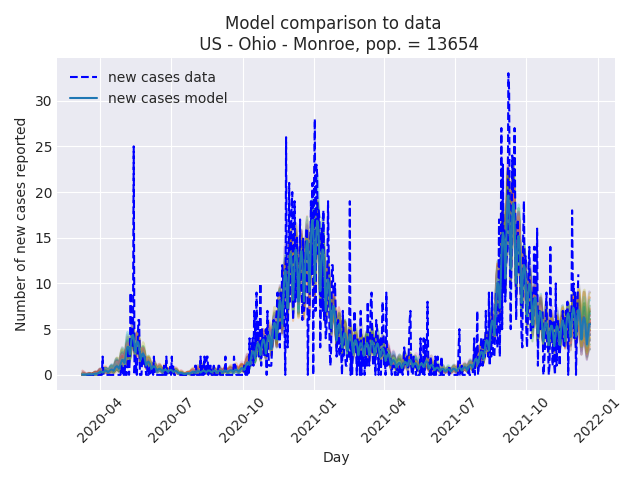 Model comparison to data
US - Ohio - Monroe, pop. = 13654
new cases data
new cases model
Number of new cases reported
30
25
20
15
10
5
0
2020-04
2020-07
2020-10
2021-01
2021-04
2021-07
2021-10
2022-01
Day